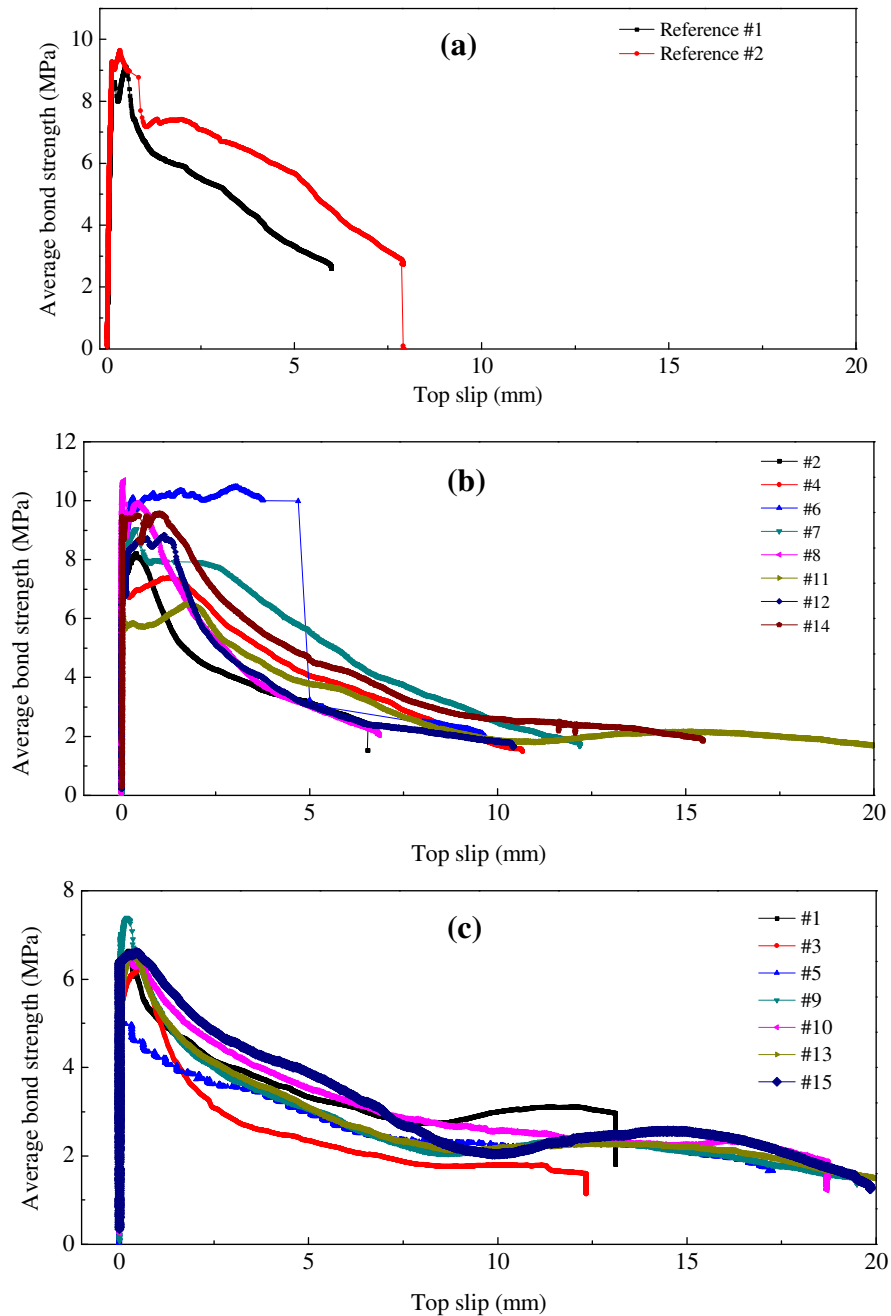 (a)
Reference #1
Reference #2
Average bond strength (MPa)
10
8
6
4
2
0
0 5 10 15 20
Top slip (mm)
(b)
#2
#4
#6
#7
#8
#11
#12
#14
Average bond strength (MPa)
12
10
8
6
4
2
0
0 5 10 15 20
Top slip (mm)
(c)
#1
#3
#5
#9
#10
#13
#15
Average bond strength (MPa)
8
6
4
2
0
0 5 10 15 20
Top slip (mm)